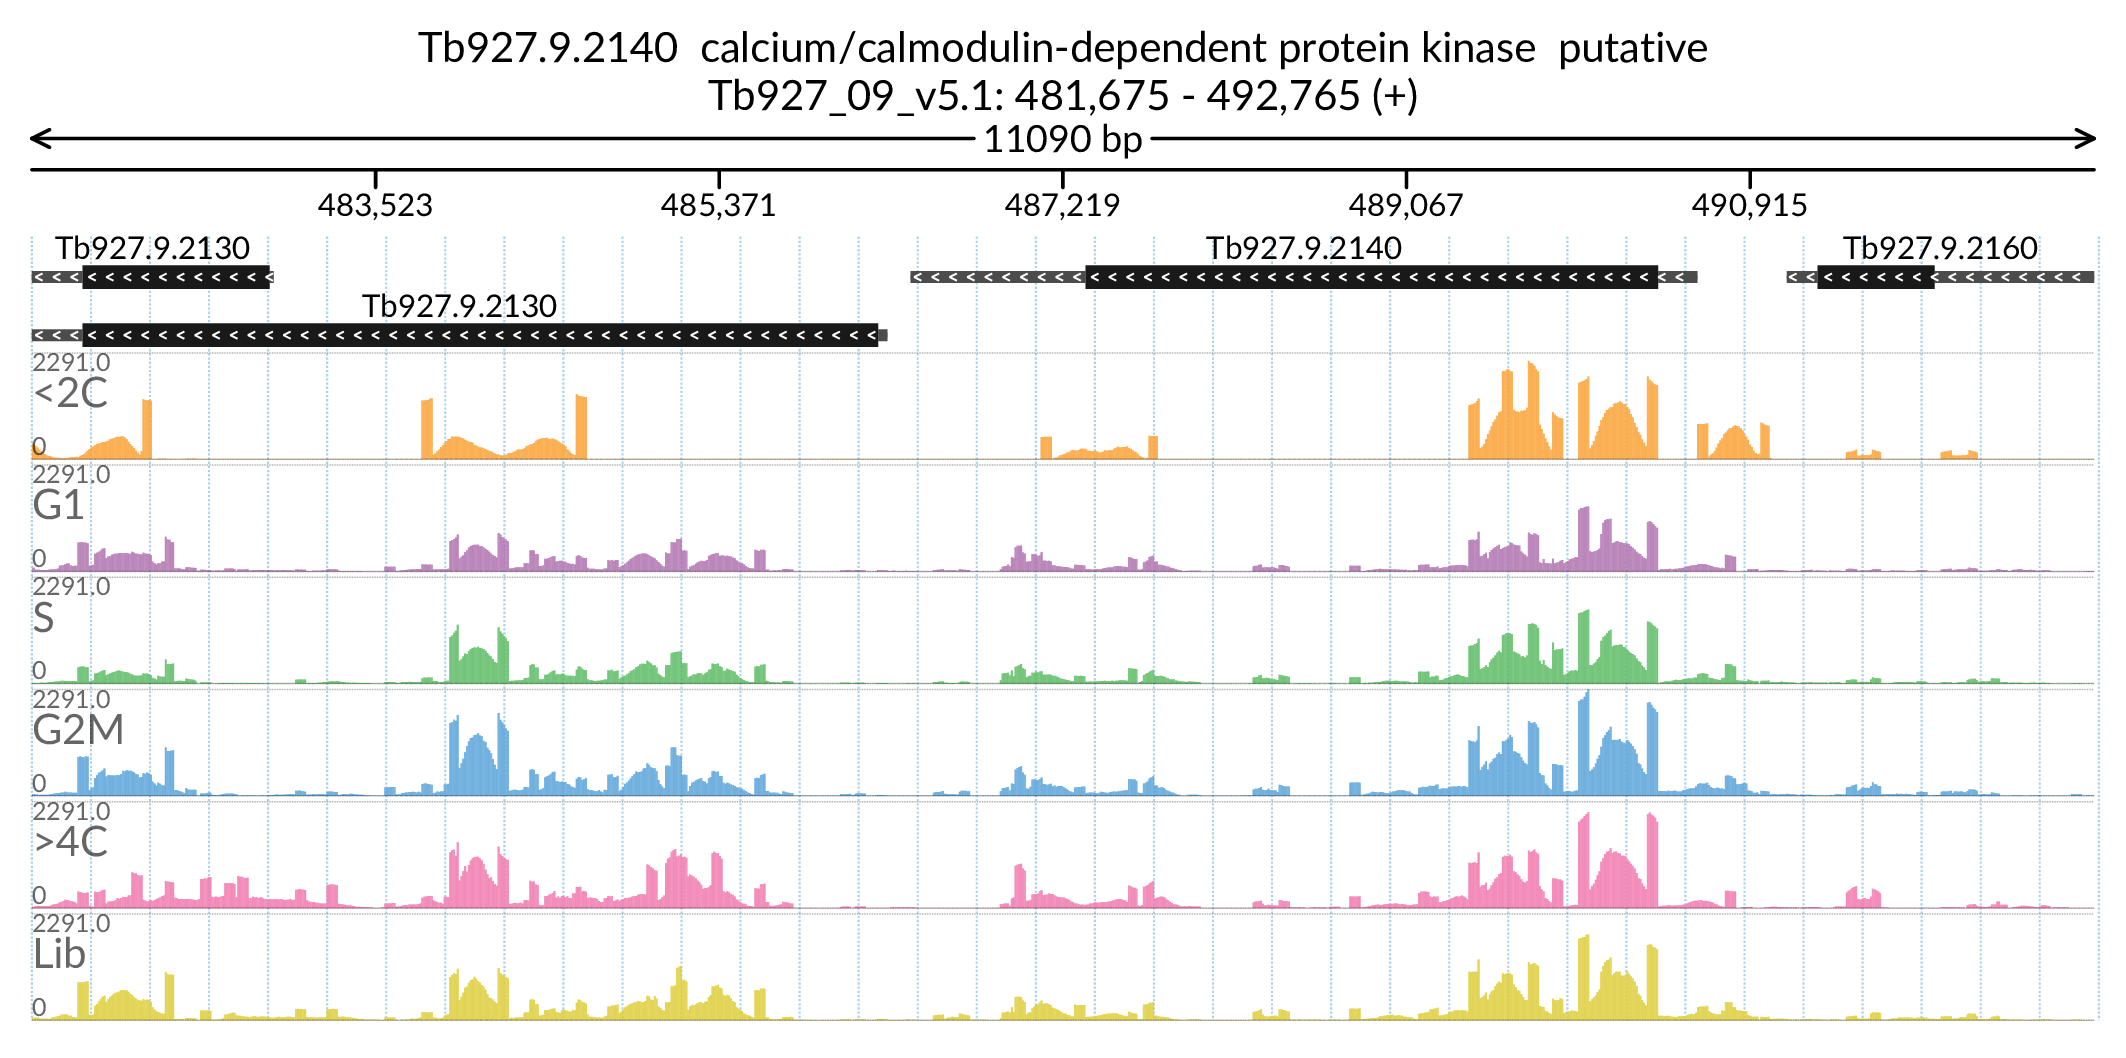 Tb927.9.2140 calcium/calmodulin-dependent protein kinase putative
Tb927_09_v5.1: 481,675 - 492,765 (+)
11090 bp
483,523 485,371 487,219 489,067 490,915
Tb927.9.2130 Tb927.9.2140 Tb927.9.2160
Tb927.9.2130
2291.0
<2C
0
2291.0
G1
0
2291.0
S
0
2291.0
G2M
0
2291.0
>4C
0
2291.0
Lib
0